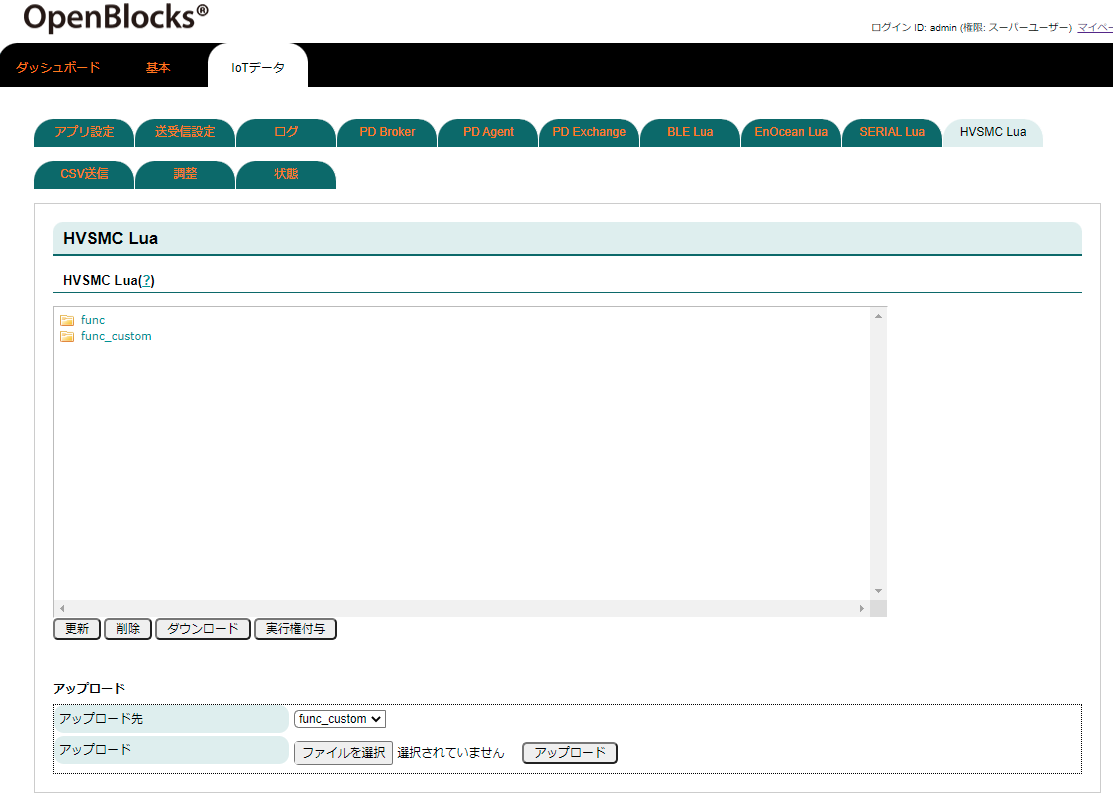 OpenBlocks®
ログイン ID: admin (権限: スーパーユーザー) マイペー
ダッシュボード 基本 IoTデータ
アプリ設定 送受信設定 ログ PD Broker PD Agent PD Exchange BLE Lua EnOcean Lua SERIAL Lua HVSMC Lua
CSV送信 調整 状態
HVSMC Lua
HVSMC Lua(?)
func
func_custom
更新 削除 ダウンロード 実行権付与
アップロード
アップロード先 func_custom
アップロード ファイルを選択 選択されていません アップロード